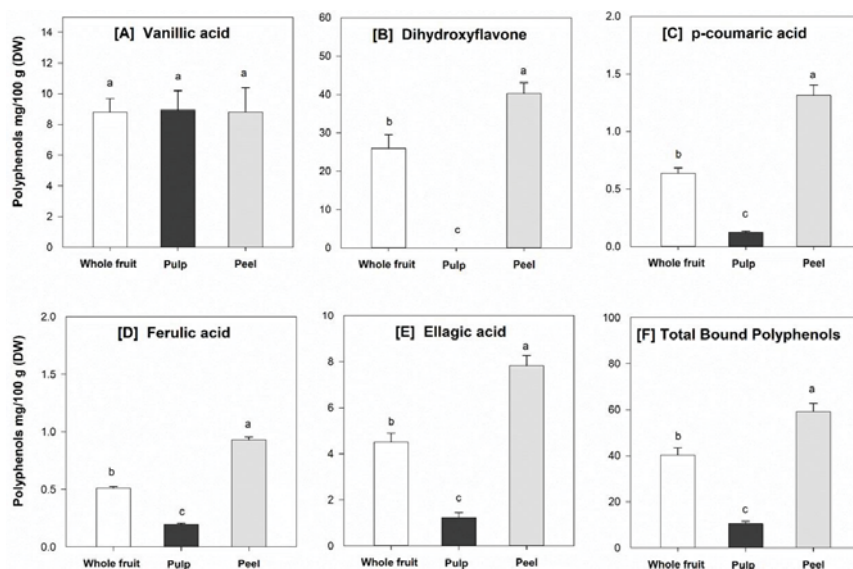 [A] Vanillic acid
Polyphenols mg/100 g (DW)
14
12
10
8
6
4
2
0
a
a
a
Whole fruit
Pulp
Peel
[B] Dihydroxyflavone
60
40
30
20
10
0
b
c
a
Whole fruit
Pulp
Peel
[C] p-coumaric acid
2.0
1.5
1.0
0.5
0.0
b
c
a
Whole fruit
Pulp
Peel
[D] Ferulic acid
Polyphenols mg/100 g (DW)
2.0
1.5
1.0
0.5
0.0
b
c
a
Whole fruit
Pulp
Peel
[E] Ellagic acid
8
6
4
2
0
b
c
a
Whole fruit
Pulp
Peel
[F] Total Bound Polyphenols
100
80
60
40
20
0
b
c
a
Whole fruit
Pulp
Peel